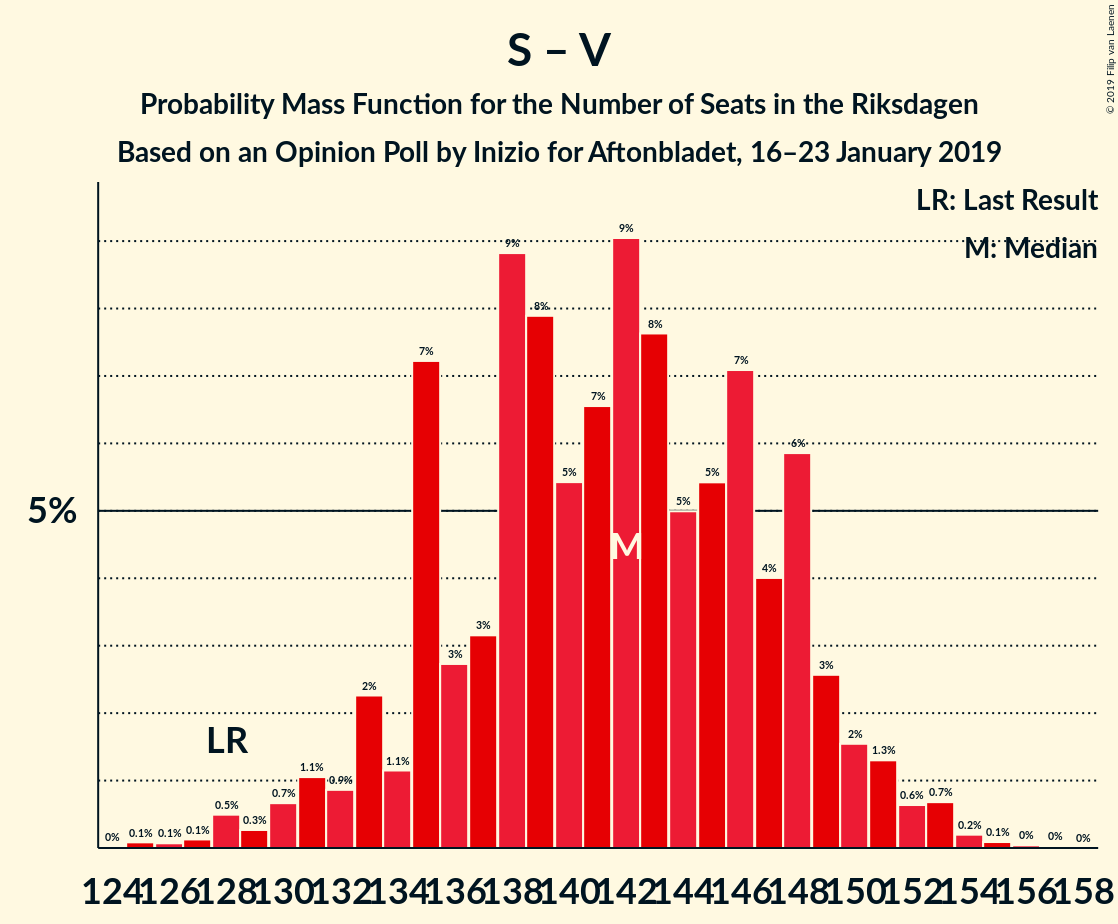 S – V
Probability Mass Function for the Number of Seats in the Riksdagen
Based on an Opinion Poll by Inizio for Aftonbladet, 16–23 January 2019
© 2019 Filip van Laenen
LR: Last Result
M: Median
5%
LR
M
0% 0.1% 0.1% 0.1% 0.5% 0.3% 0.7% 1.1% 0.9% 2% 1.1% 7% 3% 3% 9% 8% 5% 7% 9% 8% 5% 5% 7% 4% 6% 3% 2% 1.3% 0.6% 0.7% 0.2% 0.1% 0% 0% 0%
124 126 128 130 132 134 136 138 140 142 144 146 148 150 152 154 156 158